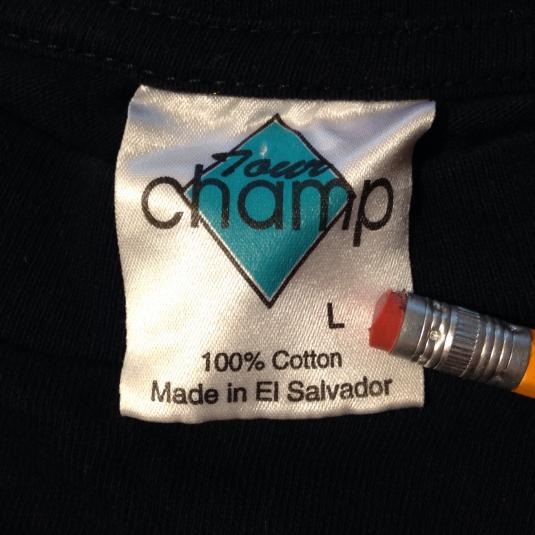 Tour
champ
L
100% Cotton
Made in El Salvador